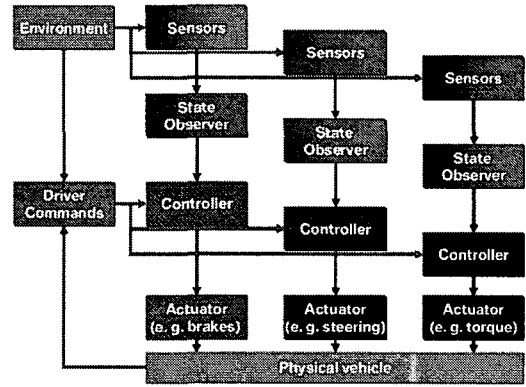 Environment
Sensors
Sensors
Sensors
State
Observer
State
Observer
State
Observer
Driver
Commands
Controller
Controller
Controller
Actuator
(e. g. brakes)
Actuator
(e. g. steering)
Actuator
(e. g. torque)
Physical vehicle